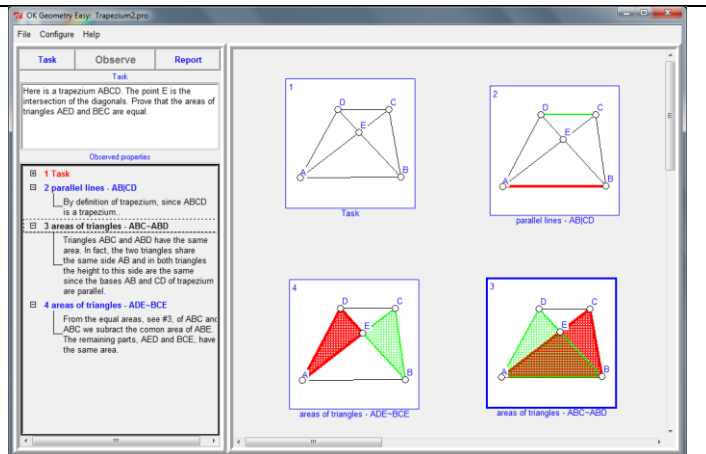 OK Geometry Easy: Trapezium2.pro
File Configure Help
Task Observe Report
Task
Here is a trapezium ABCD. The point E is the
intersection of the diagonals. Prove that the areas of
triangles AED and BEC are equal.
Observed properties
1 Task
2 parallel lines - AB|CD
By definition of trapezium, since ABCD
is a trapezium..
3 areas of triangles - ABC~ABD
Triangles ABC and ABD have the same
area. In fact, the two triangles share
the same side AB and in both triangles
the height to this side are the same
since the bases AB and CD of trapezium
are parallel.
4 areas of triangles - ADE~BCE
From the equal areas, see #3, of ABC and
ABC we subract the comon area of ABE.
The remaining parts, AED and BCE, have
the same area.
1
D C
E
A B
Task
2
D C
E
A B
parallel lines - AB|CD
4
D C
E
A B
areas of triangles - ADE~BCE
3
D C
E
A B
areas of triangles - ABC~ABD